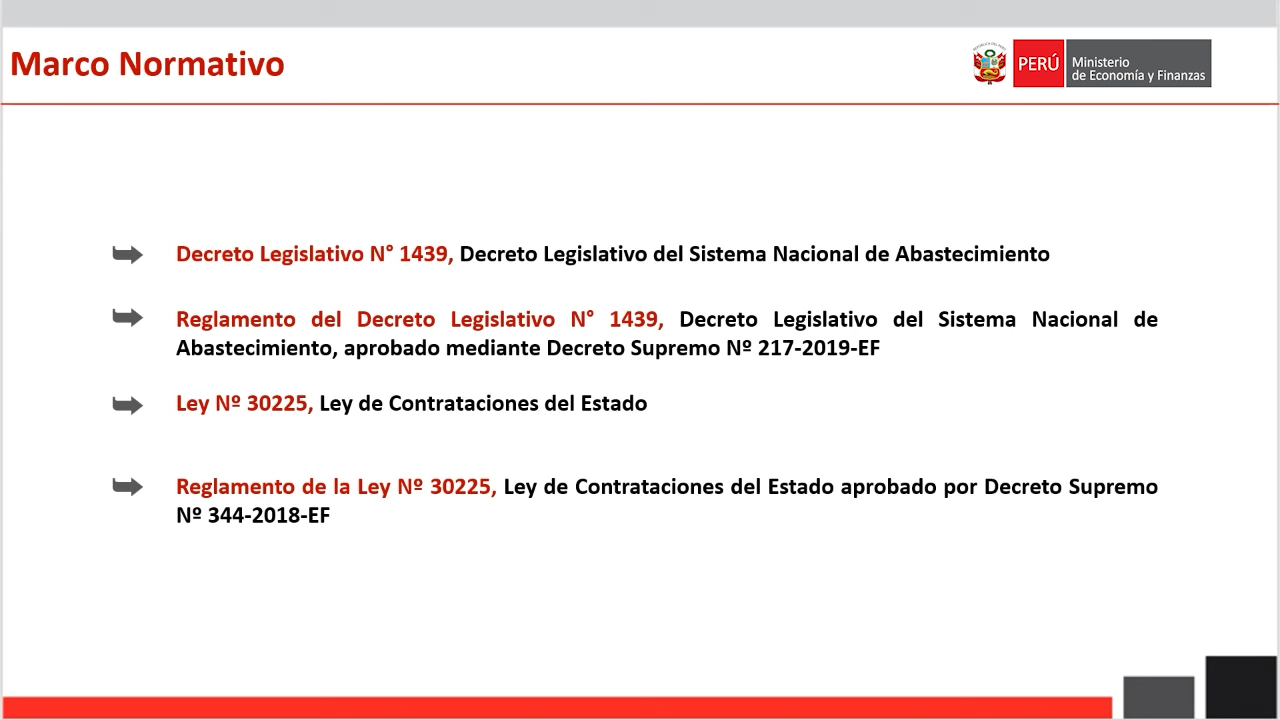 Marco Normativo
PERÚ
Ministerio
de Economía y Finanzas
Decreto Legislativo N° 1439, Decreto Legislativo del Sistema Nacional de Abastecimiento
Reglamento del Decreto Legislativo N° 1439, Decreto Legislativo del Sistema Nacional de
Abastecimiento, aprobado mediante Decreto Supremo Nº 217-2019-EF
Ley Nº 30225, Ley de Contrataciones del Estado
Reglamento de la Ley Nº 30225, Ley de Contrataciones del Estado aprobado por Decreto Supremo
Nº 344-2018-EF